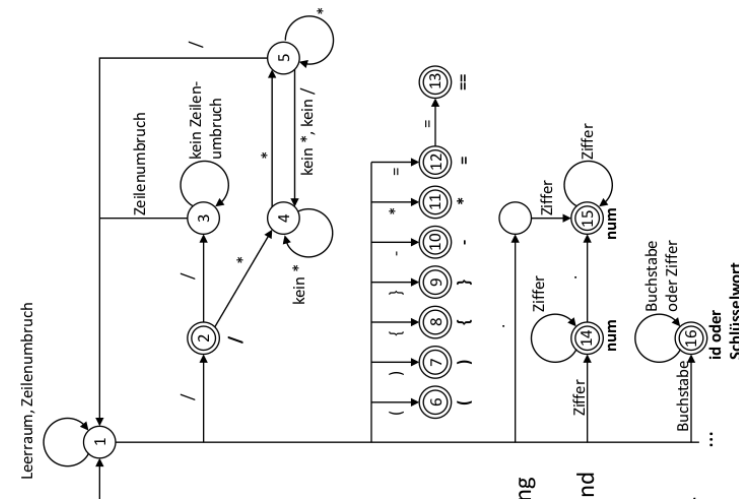 Leerraum, Zeilenumbruch
1
/
2
/
/
3
Zeilenumbruch
kein Zeilen-
umbruch
*
4
kein *
*
kein *, kein /
5
*
/
(
6
(
)
7
)
{
8
{
}
9
}
-
10
-
*
11
*
=
12
=
=
13
==
.
Ziffer
Ziffer
14
num
Ziffer
.
15
num
Ziffer
Buchstabe
16
Buchstabe
oder Ziffer
id oder
Schlüsselwort
...
ng
nd